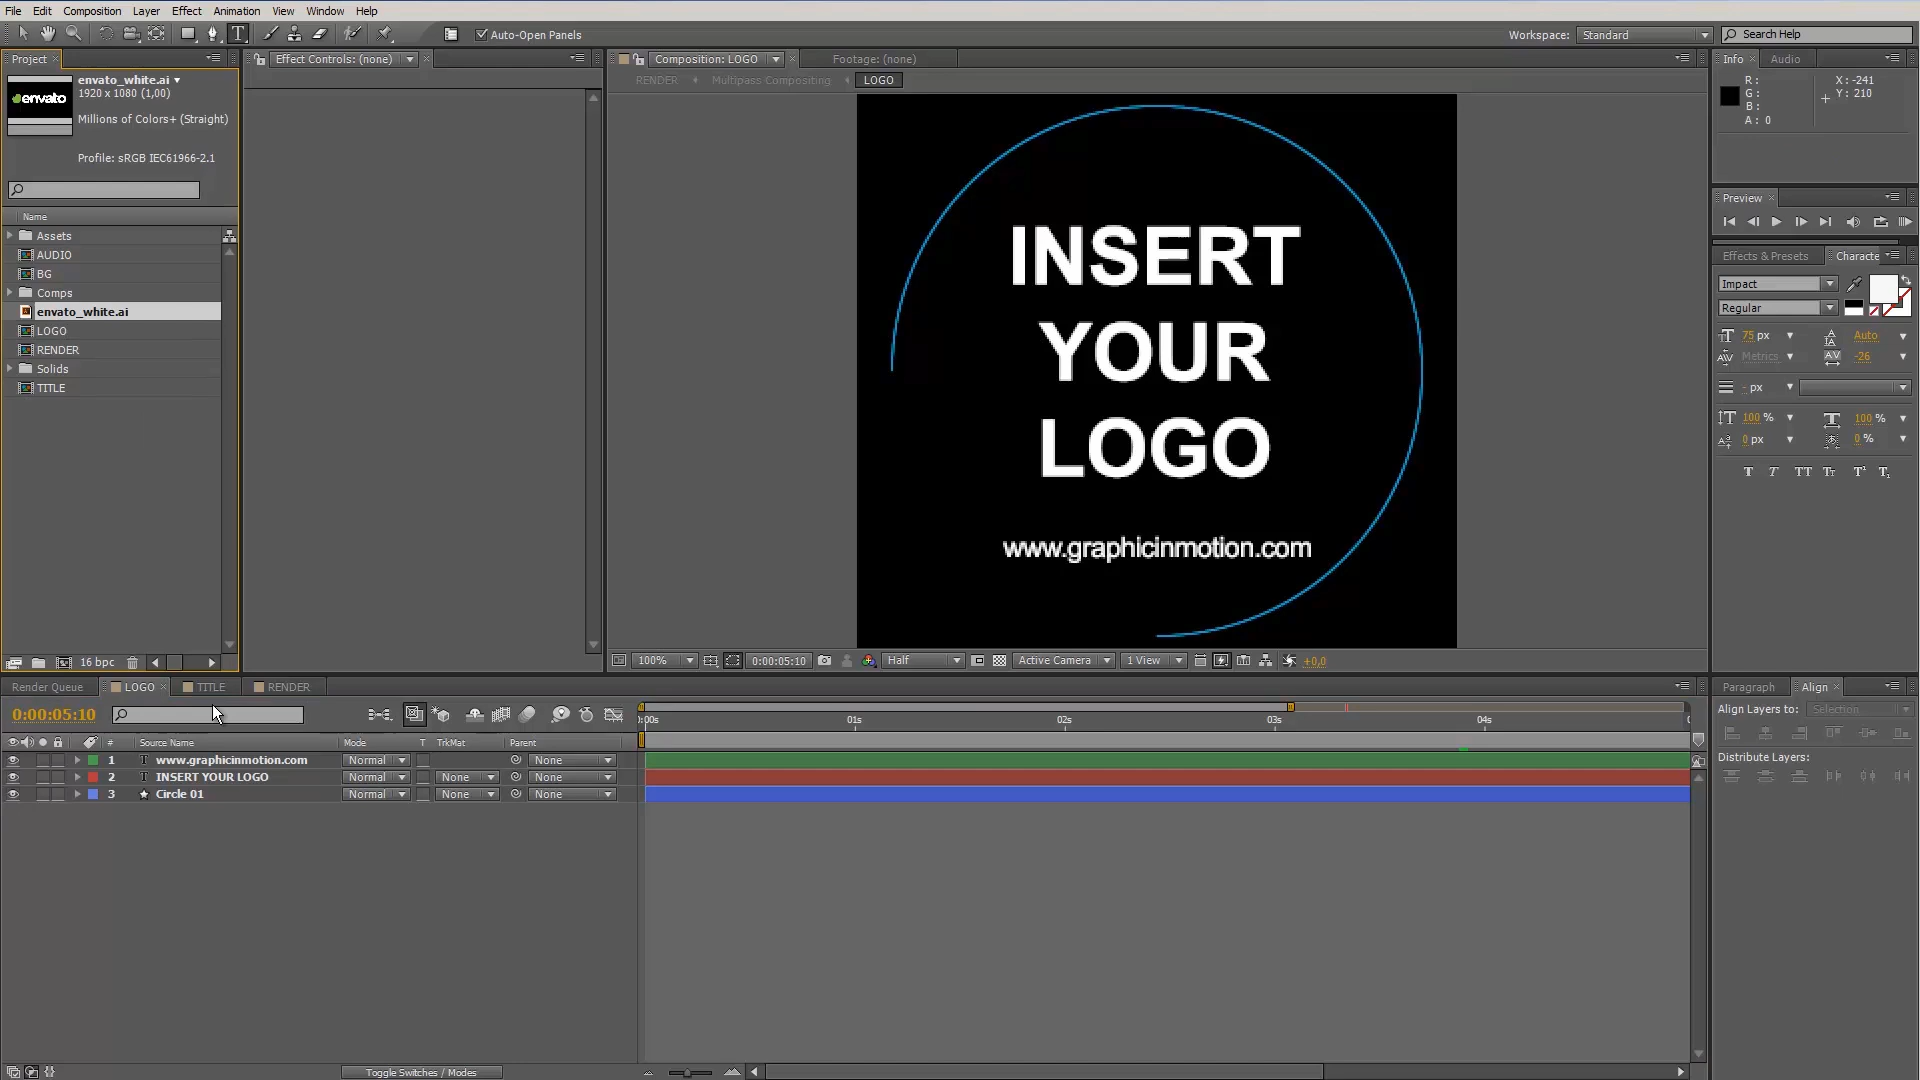 File Edit Composition Layer Effect Animation View Window Help
Auto-Open Panels
Workspace: Standard
Search Help
Project
envato_white.ai
1920 x 1080 (1,00)
Millions of Colors+ (Straight)
Profile: sRGB IEC61966-2.1
envato
Name
Assets
AUDIO
BG
Comps
envato_white.ai
LOGO
RENDER
Solids
TITLE
16 bpc
Effect Controls: (none)
Composition: LOGO
Footage: (none)
RENDER Multipass Compositing LOGO
INSERT
YOUR
LOGO
www.graphicinmotion.com
100% 0:00:05:10 Half Active Camera 1 View +0,0
Info Audio
R :
G :
B :
A : 0
X : -241
Y : 210
Preview
Effects & Presets Characte
Impact
Regular
75 px Auto
Metrics -26
- px
100 % 100 %
0 px 0 %
T T TT Tr T¹ T₁
Render Queue LOGO TITLE RENDER
0:00:05:10
):00s 01s 02s 03s 04s
# Source Name Mode T TrkMat Parent
1 T www.graphicinmotion.com Normal None
2 T INSERT YOUR LOGO Normal None None
3 Circle 01 Normal None None
Toggle Switches / Modes
Paragraph Align
Align Layers to: Selection
Distribute Layers: